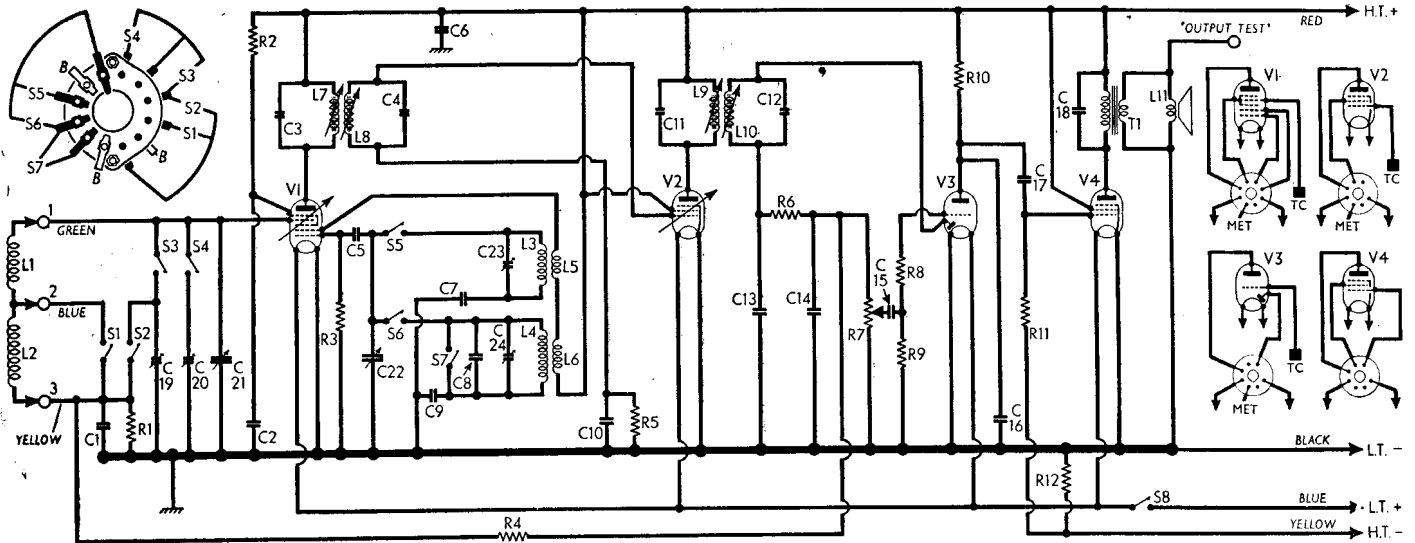 S4
B
S3
S5
S2
S6
S1
S7
B
B
R2
C6
H.T.+
RED
"OUTPUT TEST"
L7
C4
C3
L8
L9
C12
C11
L10
R10
C
18
T1
L11
V1
V2
TC
MET
TC
V3
V4
TC
MET
1
GREEN
L1
2
BLUE
L2
3
YELLOW
S3
S4
S1
S2
C
19
C
20
C
21
C1
R1
C2
V1
C5
S5
C23
L3
L5
R3
C7
S6
C22
S7
C8
C
24
L4
L6
C9
C10
R5
V2
R6
C13
C14
R7
C
15
R8
R9
V3
C
16
C
17
R11
V4
R12
BLACK
L.T. –
S8
BLUE
L.T. +
YELLOW
H.T. –
R4